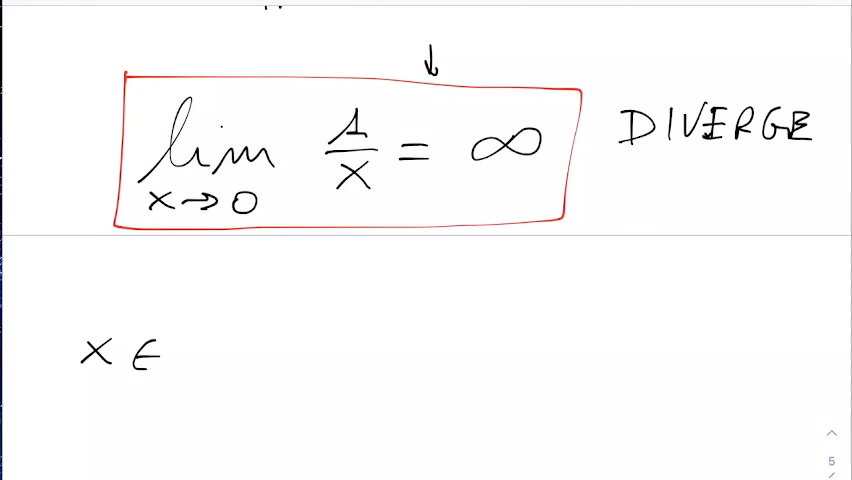 lim 1/x = ∞ DIVERGE
x→0
x ∈
5